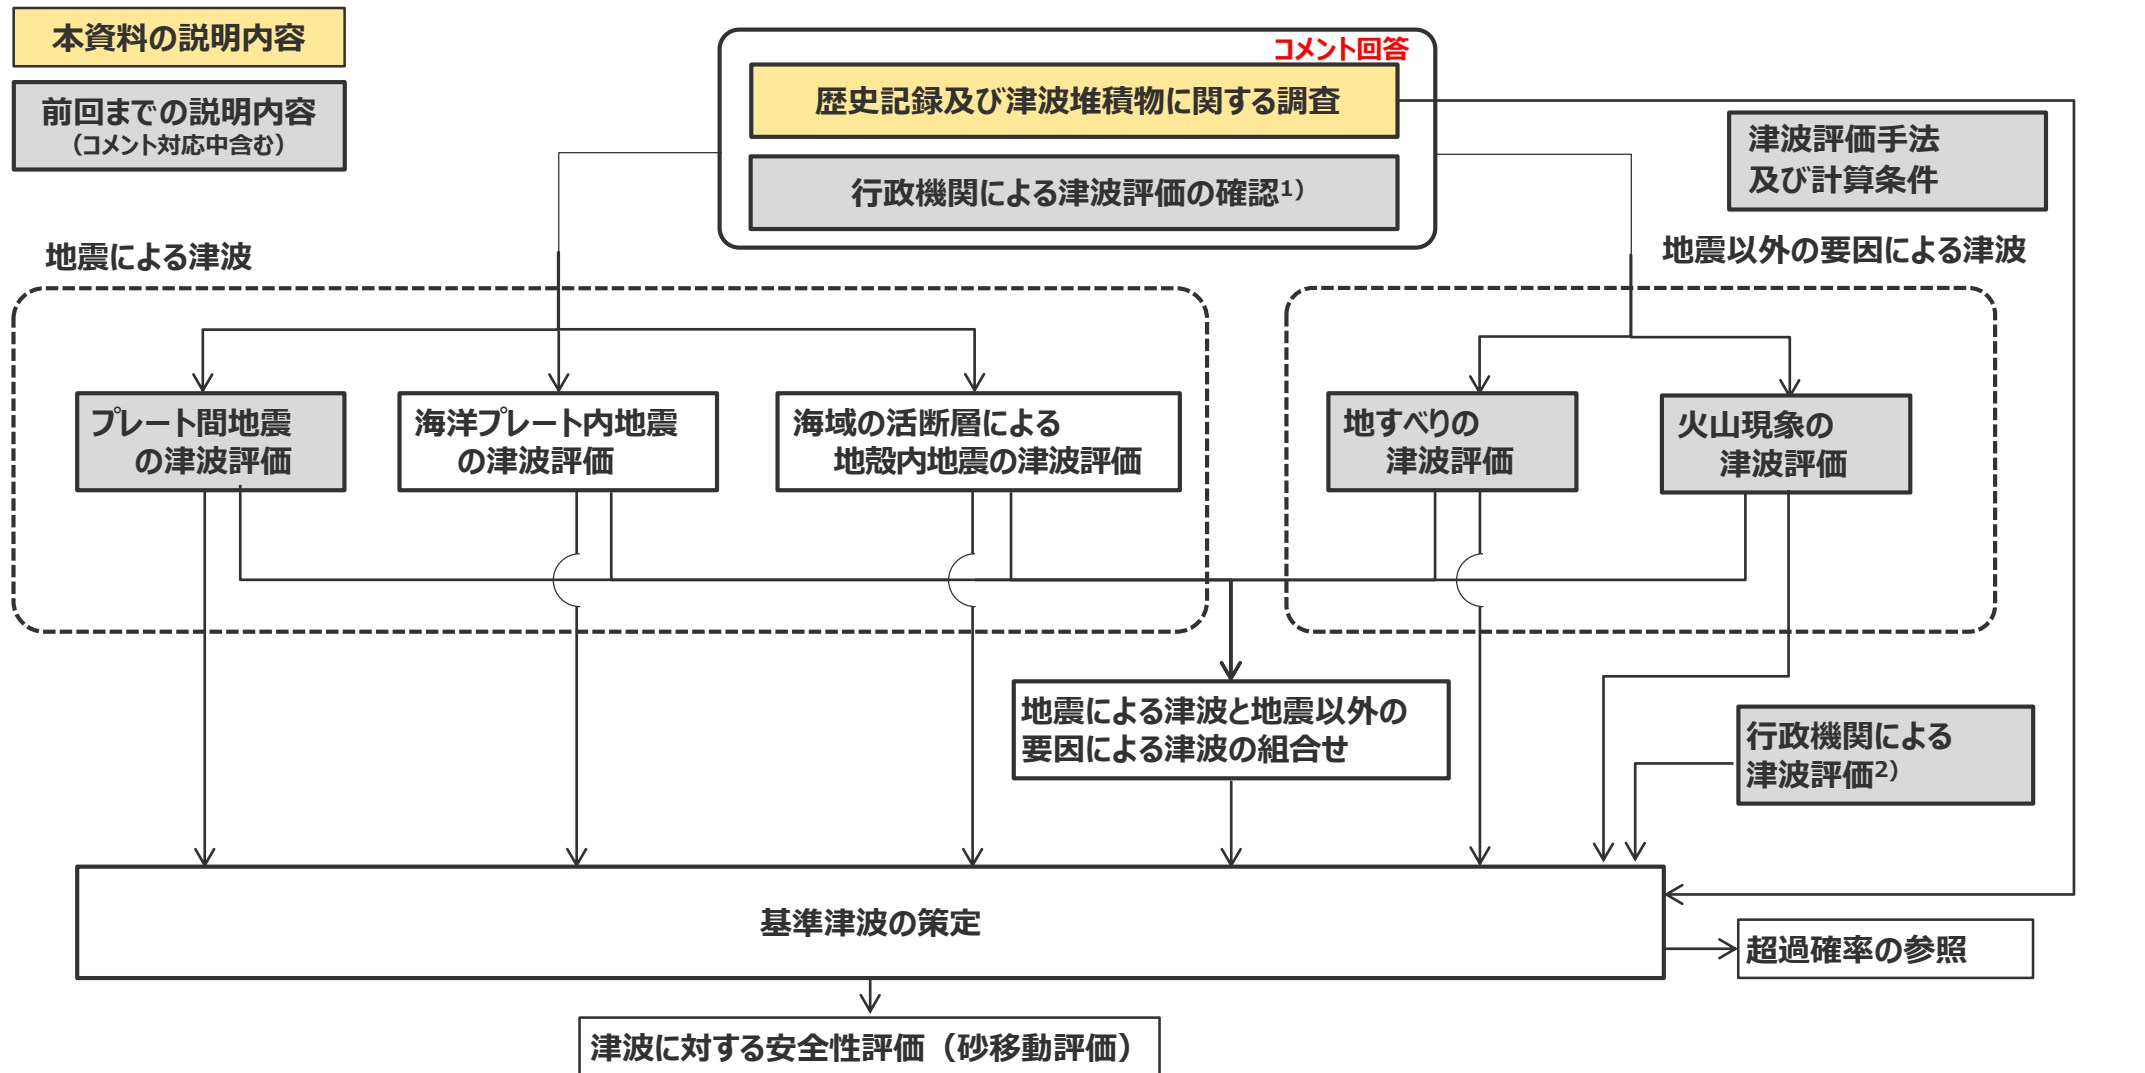 本資料の説明内容
前回までの説明内容
（コメント対応中含む）
コメント回答
歴史記録及び津波堆積物に関する調査
行政機関による津波評価の確認1）
津波評価手法
及び計算条件
地震による津波
地震以外の要因による津波
プレート間地震
の津波評価
海洋プレート内地震
の津波評価
海域の活断層による
地殻内地震の津波評価
地すべりの
津波評価
火山現象の
津波評価
地震による津波と地震以外の
要因による津波の組合せ
行政機関による
津波評価2）
基準津波の策定
超過確率の参照
津波に対する安全性評価（砂移動評価）